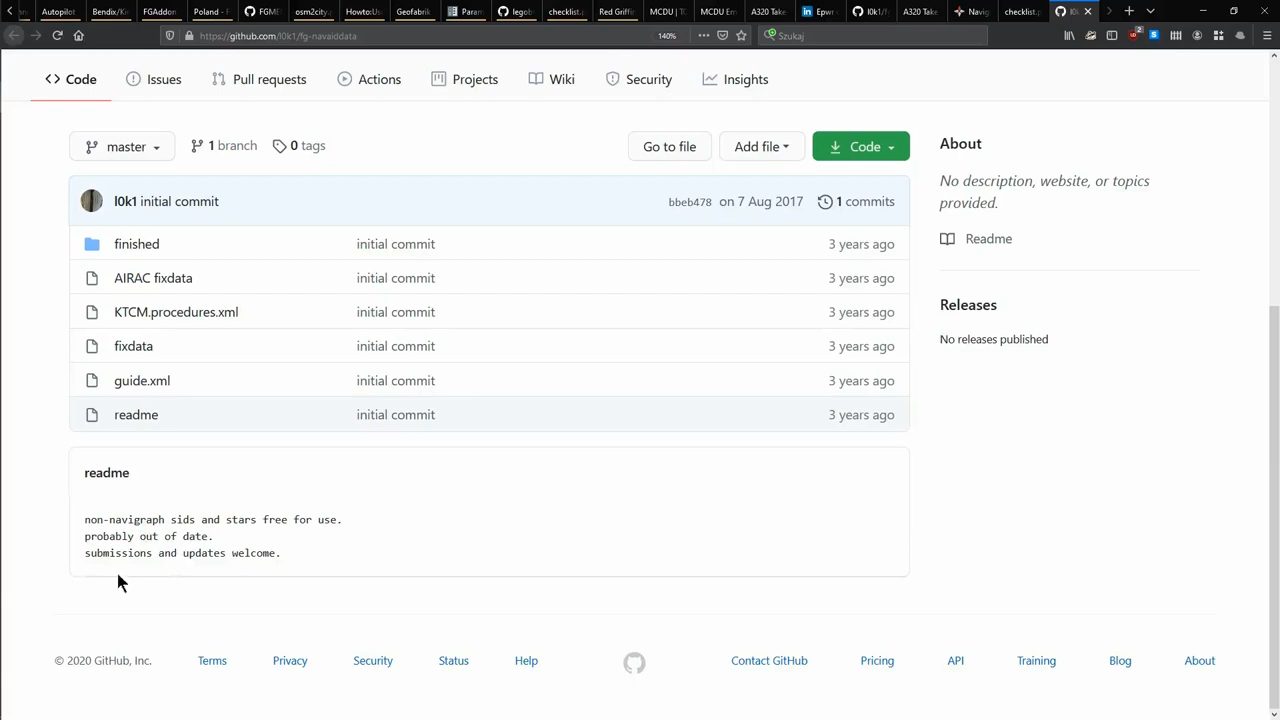 Autopilot
Bendix/Ki
FGAddon
Poland - F
FGME
osm2city.
Howto:Us
Geofabrik
Param
legob
checklist.p
Red Griffin
MCDU | TO
MCDU En
A320 Take
Epwr e
l0k1/f
A320 Take
Navig
checklist.p
l0k
https://github.com/l0k1/fg-navaiddata
140%
Szukaj
Code
Issues
Pull requests
Actions
Projects
Wiki
Security
Insights
master
1 branch
0 tags
Go to file
Add file
Code
l0k1 initial commit
bbeb478 on 7 Aug 2017
1 commits
finished initial commit 3 years ago
AIRAC fixdata initial commit 3 years ago
KTCM.procedures.xml initial commit 3 years ago
fixdata initial commit 3 years ago
guide.xml initial commit 3 years ago
readme initial commit 3 years ago
readme
non-navigraph sids and stars free for use.
probably out of date.
submissions and updates welcome.
About
No description, website, or topics
provided.
Readme
Releases
No releases published
© 2020 GitHub, Inc.
Terms
Privacy
Security
Status
Help
Contact GitHub
Pricing
API
Training
Blog
About